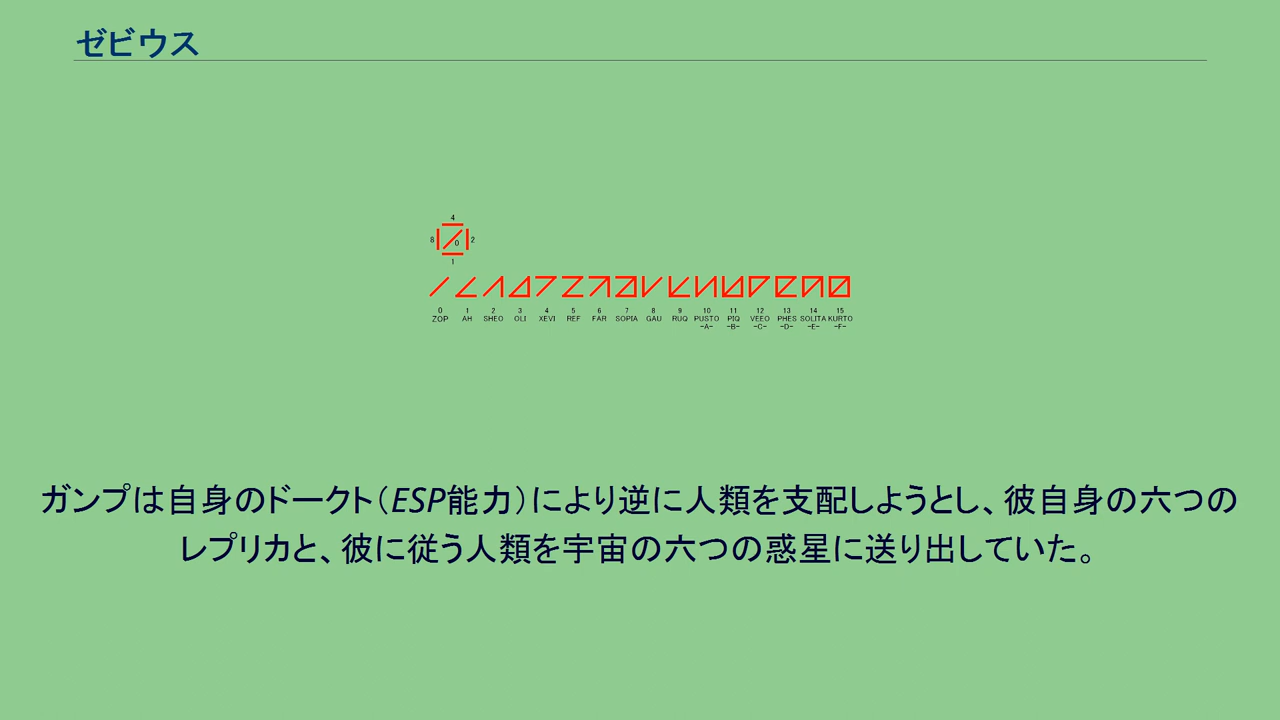 ゼビウス
4
8 0 2
1
0 1 2 3 4 5 6 7 8 9 10 11 12 13 14 15
ZOP AH SHEO OLI XEVI REF FAR SOPIA GAU RUQ PUSTO PIQ VEEO PHES SOLITA KURTO
-A- -B- -C- -D- -E- -F-
ガンプは自身のドークト（ESP能力）により逆に人類を支配しようとし、彼自身の六つの
レプリカと、彼に従う人類を宇宙の六つの惑星に送り出していた。